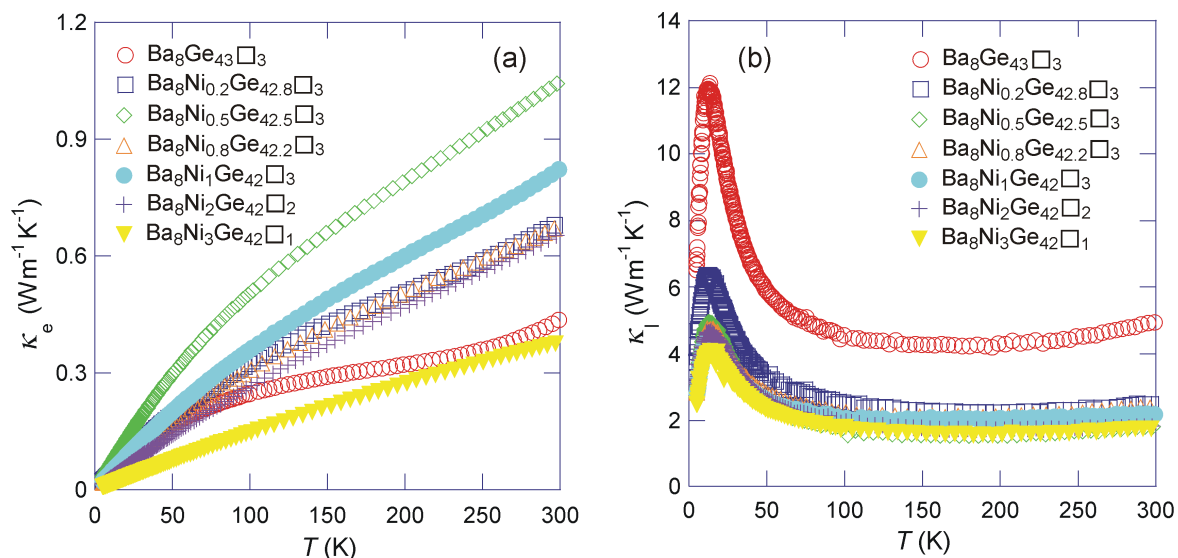 1.2
0.9
0.6
0.3
0
κe (Wm-1K-1)
Ba8Ge43□3
Ba8Ni0.2Ge42.8□3
Ba8Ni0.5Ge42.5□3
Ba8Ni0.8Ge42.2□3
Ba8Ni1Ge42□3
Ba8Ni2Ge42□2
Ba8Ni3Ge42□1
(a)
0 50 100 150 200 250 300
T (K)
14
12
10
8
6
4
2
0
κl (Wm-1K-1)
(b)
Ba8Ge43□3
Ba8Ni0.2Ge42.8□3
Ba8Ni0.5Ge42.5□3
Ba8Ni0.8Ge42.2□3
Ba8Ni1Ge42□3
Ba8Ni2Ge42□2
Ba8Ni3Ge42□1
0 50 100 150 200 250 300
T (K)